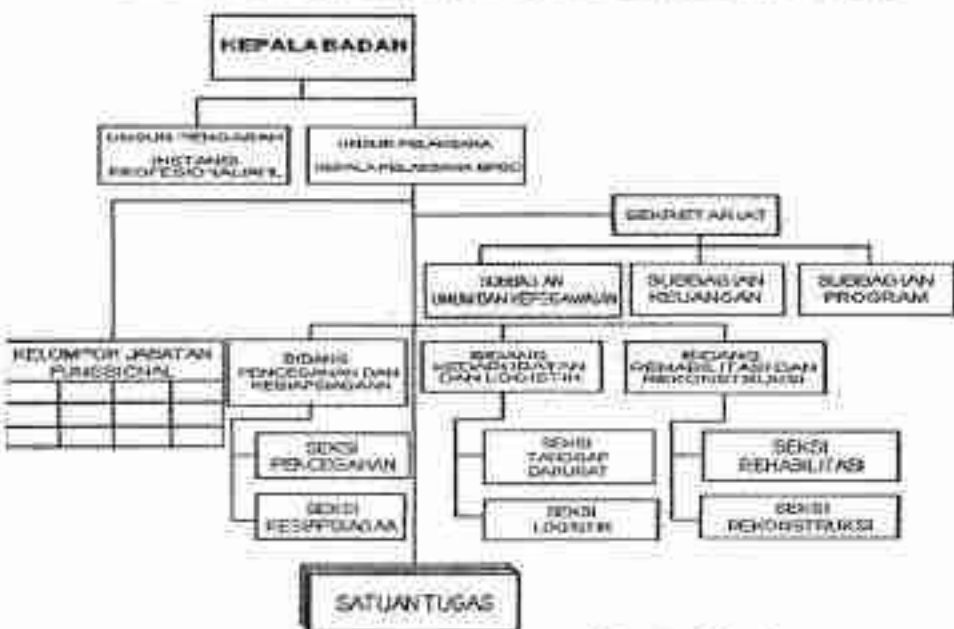 KEPALA BADAN
UNSUR PENGARAH
INSTANSI
PROFESIONAL/AHLI
UNSUR PELAKSANA
KEPALA PELAKSANA BPBD
SEKRETARIAT
SUBBAGIAN
UMUM DAN KEPEGAWAIAN
SUBBAGIAN
KEUANGAN
SUBBAGIAN
PROGRAM
KELOMPOK JABATAN
FUNGSIONAL
BIDANG
PENCEGAHAN DAN
KESIAPSIAGAAN
BIDANG
KEDARURATAN
DAN LOGISTIK
BIDANG
REHABILITASI DAN
REKONSTRUKSI
SEKSI
PENCEGAHAN
SEKSI
TANGGAP
DARURAT
SEKSI
REHABILITASI
SEKSI
KESIAPSIAGAA
SEKSI
LOGISTIK
SEKSI
REKONSTRUKSI
SATUAN TUGAS